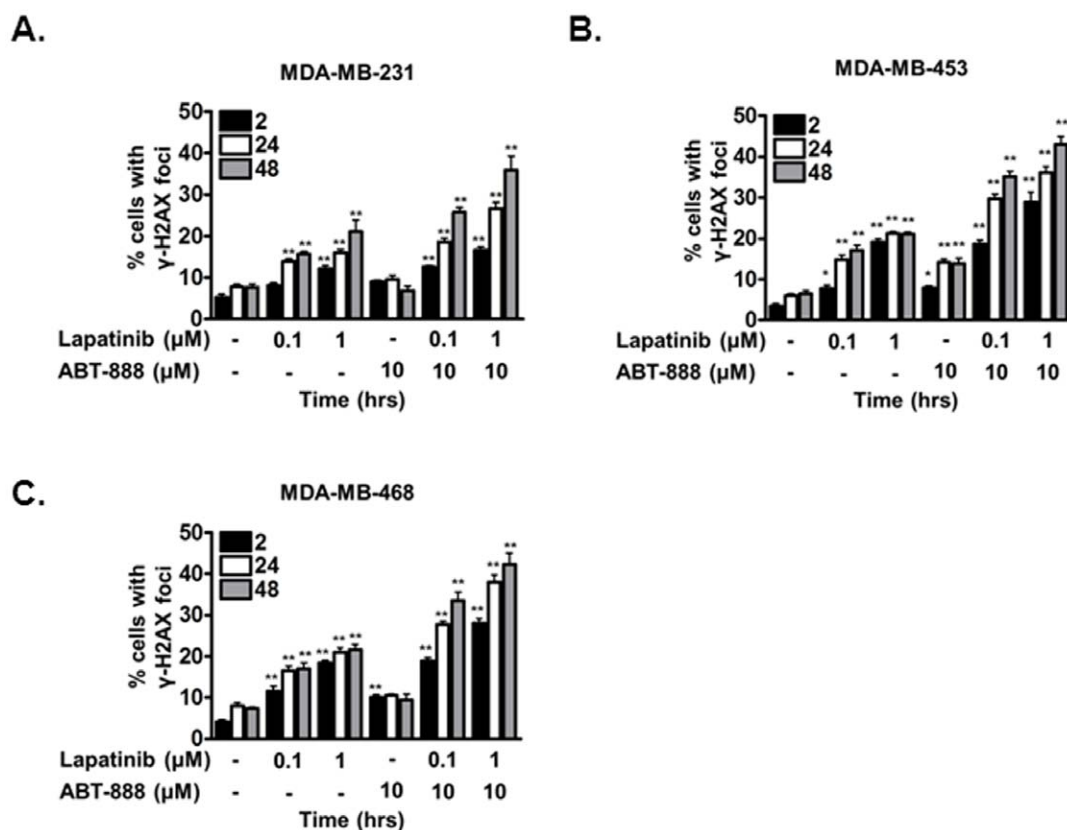 A.
MDA-MB-231
% cells with
γ-H2AX foci
50
40
30
20
10
0
2
24
48
** ** ** ** ** ** ** ** ** ** **
Lapatinib (µM) - 0.1 1 - 0.1 1
ABT-888 (µM) - - - 10 10 10
Time (hrs)
B.
MDA-MB-453
% cells with
γ-H2AX foci
50
40
30
20
10
0
2
24
48
* ** ** ** ** ** * ** ** ** ** ** ** ** **
Lapatinib (µM) - 0.1 1 - 0.1 1
ABT-888 (µM) - - - 10 10 10
Time (hrs)
C.
MDA-MB-468
% cells with
γ-H2AX foci
50
40
30
20
10
0
2
24
48
** ** ** ** ** ** ** ** ** ** ** ** **
Lapatinib (µM) - 0.1 1 - 0.1 1
ABT-888 (µM) - - - 10 10 10
Time (hrs)